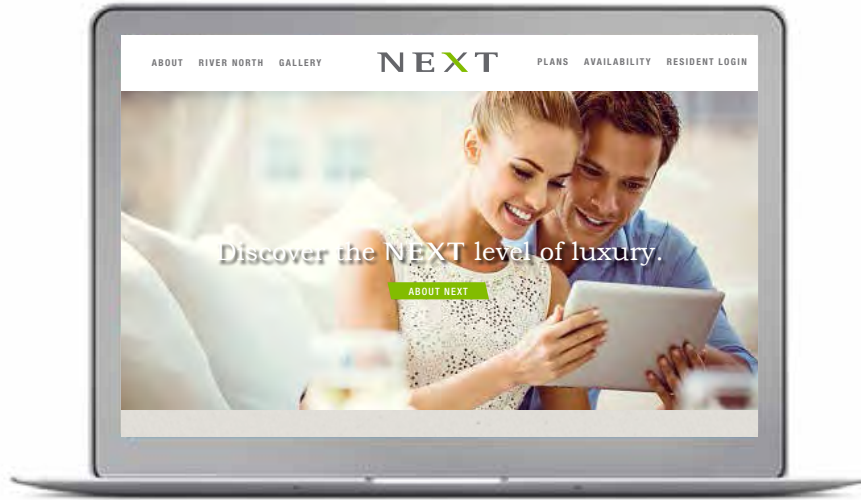 ABOUT RIVER NORTH GALLERY NEXT PLANS AVAILABILITY RESIDENT LOGIN
Discover the NEXT level of luxury.
ABOUT NEXT